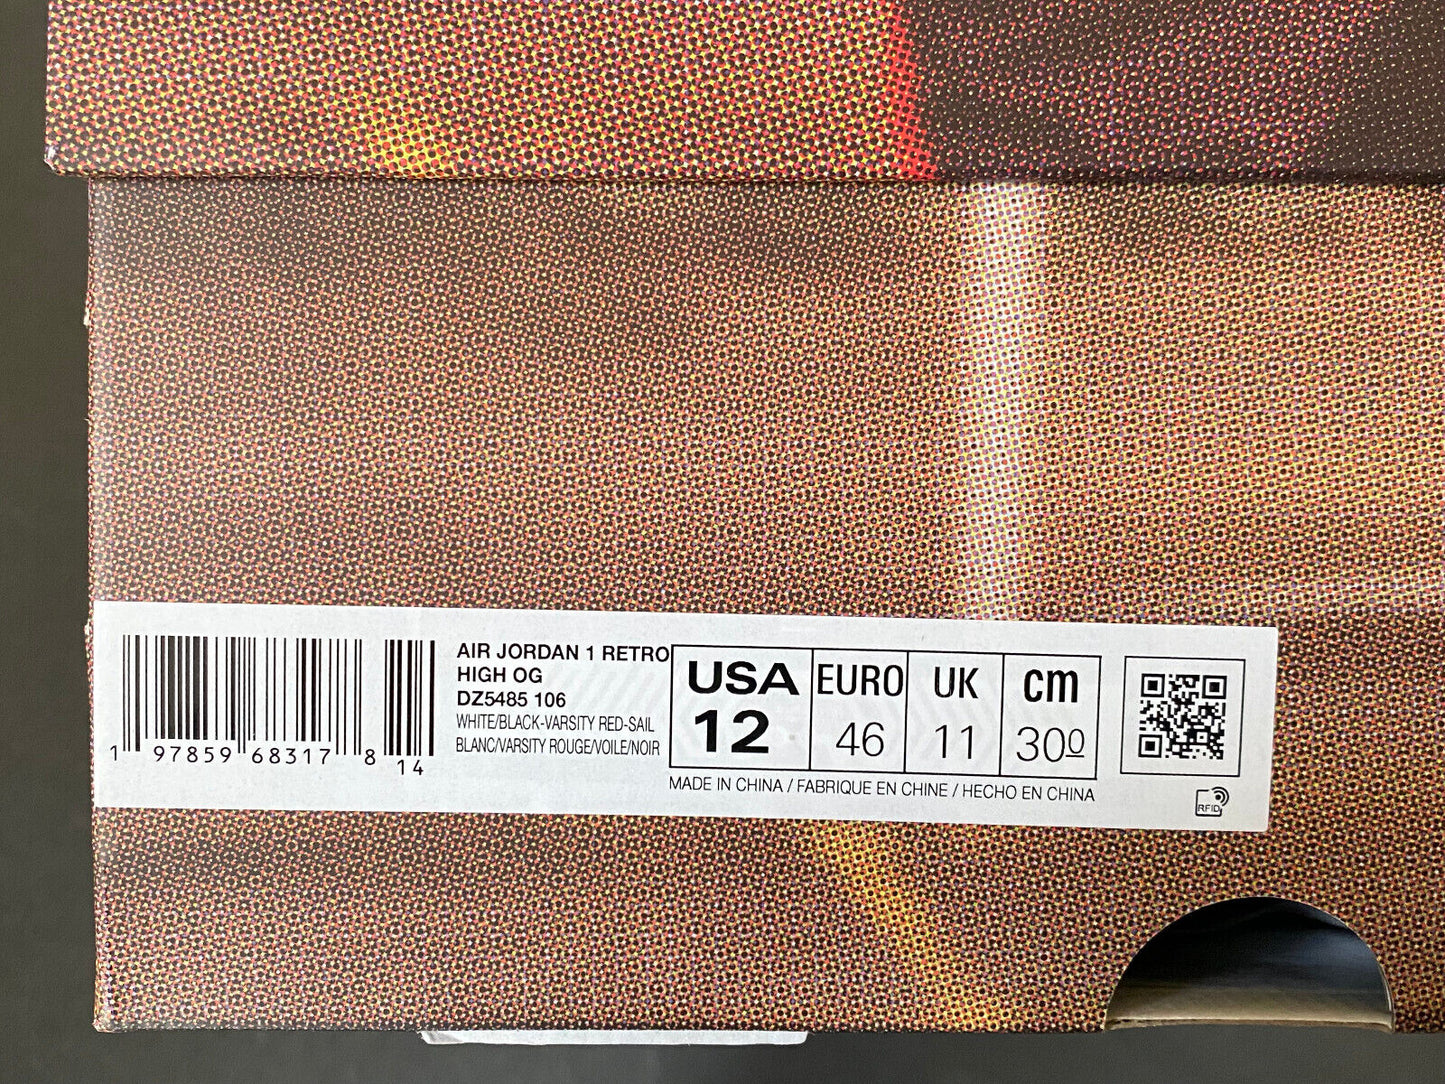 AIR JORDAN 1 RETRO
HIGH OG
DZ5485 106
WHITE/BLACK-VARSITY RED-SAIL
BLANC/VARSITY ROUGE/VOILE/NOIR
1 97859 68317 8 14
USA EURO UK cm
12 46 11 300
MADE IN CHINA / FABRIQUE EN CHINE / HECHO EN CHINA
RFID